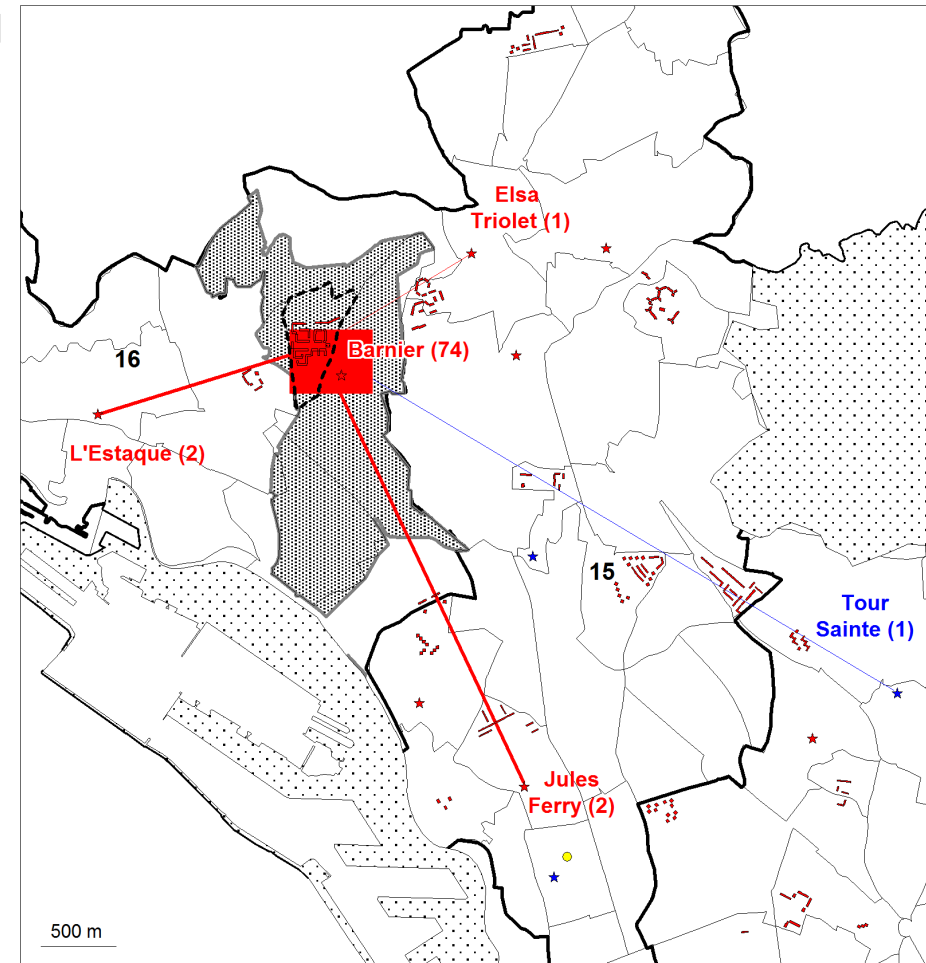 Elsa
Triolet (1)
Barnier (74)
16
L'Estaque (2)
15
Tour
Sainte (1)
Jules
Ferry (2)
500 m